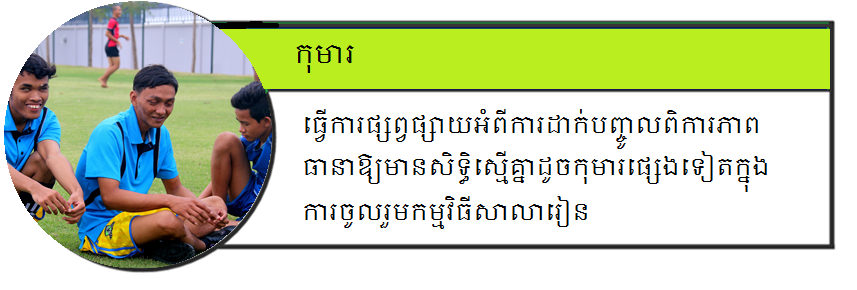 កុមារ
ធ្វើការផ្សព្វផ្សាយអំពីការដាក់បញ្ចូលពិការភាព
ធានាឱ្យមានសិទ្ធិស្មើគ្នាដូចកុមារផ្សេងទៀតក្នុង
ការចូលរួមកម្មវិធីសាលារៀន